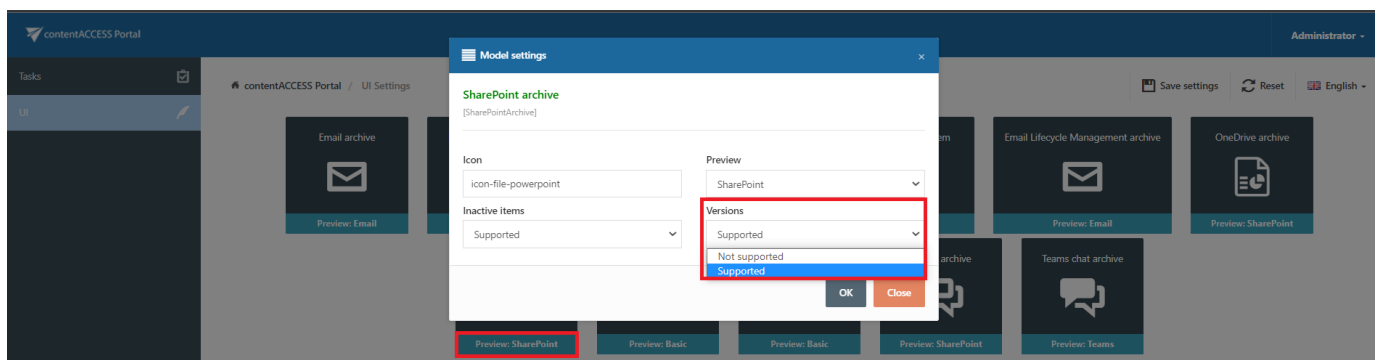 contentACCESS Portal
Administrator
Tasks
UI
contentACCESS Portal / UI Settings
Save settings
Reset
English
Model settings
×
SharePoint archive
[SharePointArchive]
Icon
icon-file-powerpoint
Preview
SharePoint
Inactive items
Supported
Versions
Supported
Not supported
Supported
OK
Close
Email archive
Preview: Email
Email Lifecycle Management archive
Preview: Email
OneDrive archive
Preview: SharePoint
Preview: SharePoint
Preview: Basic
Preview: Basic
archive
Preview: SharePoint
Teams chat archive
Preview: Teams